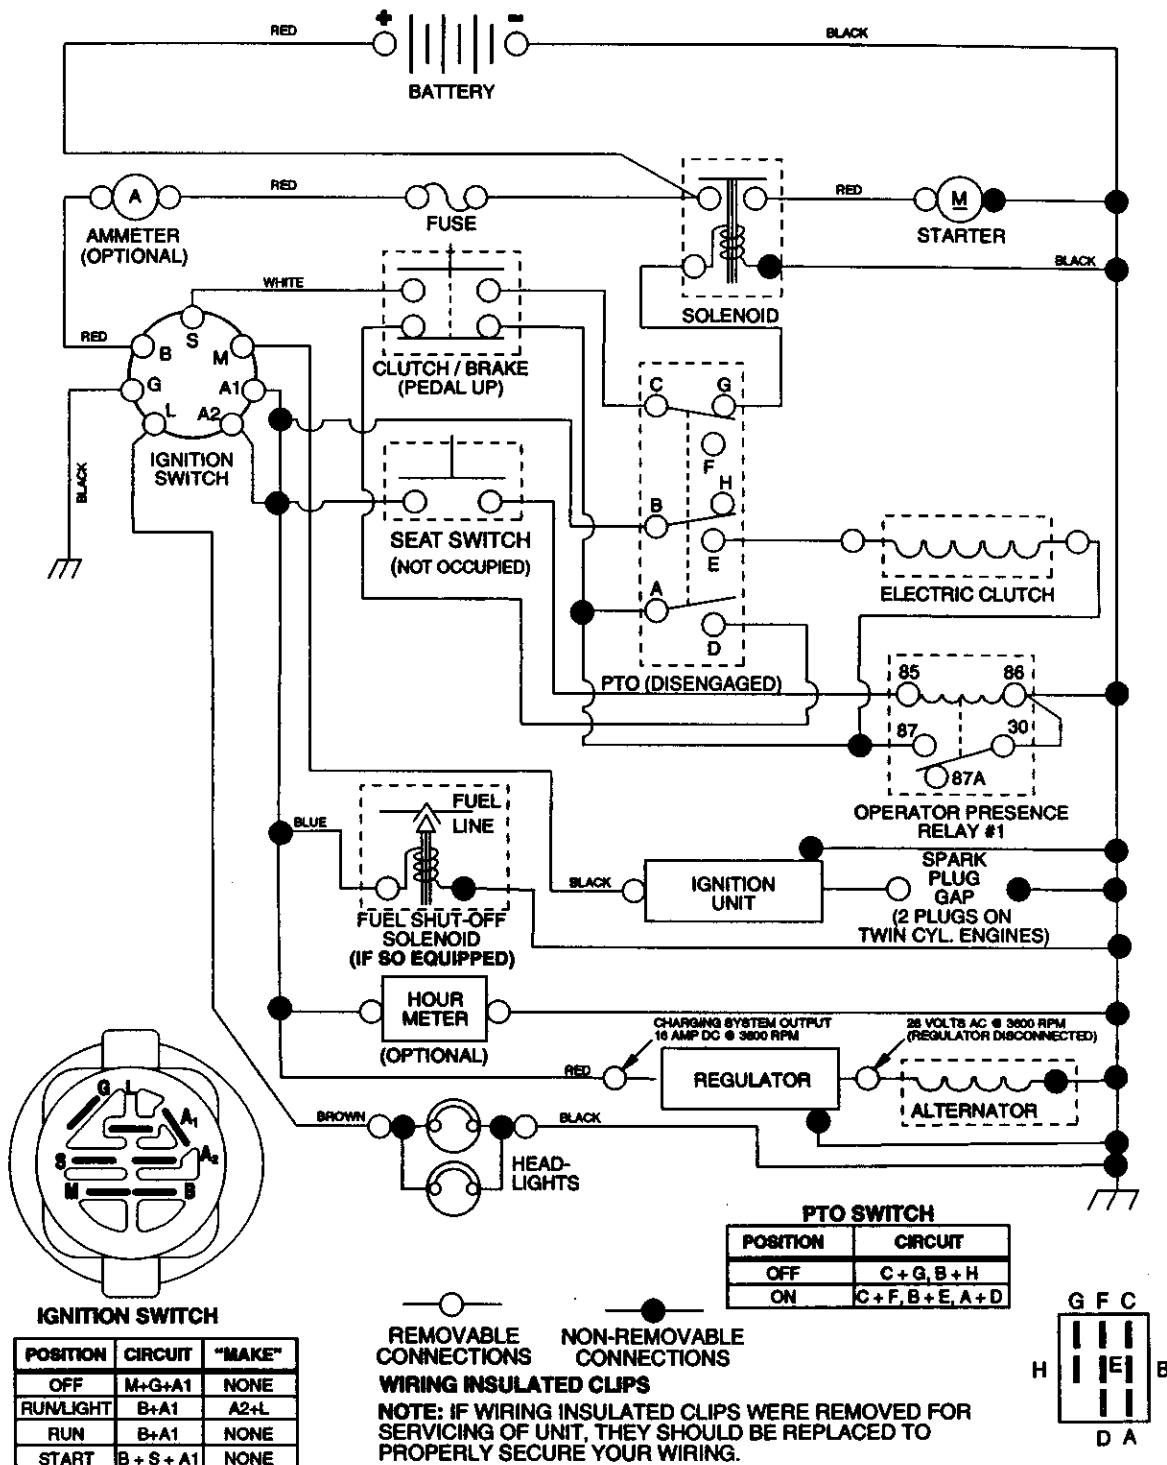 + -
RED
BLACK
BATTERY
A
RED
RED
M
AMMETER
(OPTIONAL)
FUSE
STARTER
BLACK
WHITE
SOLENOID
S
RED
B
M
CLUTCH / BRAKE
(PEDAL UP)
G
A1
C
G
L
A2
F
IGNITION
SWITCH
BLACK
H
B
SEAT SWITCH
(NOT OCCUPIED)
E
ELECTRIC CLUTCH
A
D
PTO (DISENGAGED)
85
86
87
30
87A
OPERATOR PRESENCE
RELAY #1
FUEL
LINE
BLUE
SPARK
PLUG
GAP
(2 PLUGS ON
TWIN CYL. ENGINES)
BLACK
IGNITION
UNIT
FUEL SHUT-OFF
SOLENOID
(IF SO EQUIPPED)
HOUR
METER
(OPTIONAL)
CHARGING SYSTEM OUTPUT
16 AMP DC @ 3600 RPM
28 VOLTS AC @ 3600 RPM
(REGULATOR DISCONNECTED)
RED
REGULATOR
ALTERNATOR
BROWN
BLACK
HEAD-
LIGHTS
G L
A1
S
A2
M
B
IGNITION SWITCH
POSITION CIRCUIT "MAKE"
OFF M+G+A1 NONE
RUN/LIGHT B+A1 A2+L
RUN B+A1 NONE
START B + S + A1 NONE
PTO SWITCH
POSITION CIRCUIT
OFF C + G, B + H
ON C + F, B + E, A + D
REMOVABLE
CONNECTIONS
NON-REMOVABLE
CONNECTIONS
WIRING INSULATED CLIPS
NOTE: IF WIRING INSULATED CLIPS WERE REMOVED FOR
SERVICING OF UNIT, THEY SHOULD BE REPLACED TO
PROPERLY SECURE YOUR WIRING.
G F C
H E B
D A